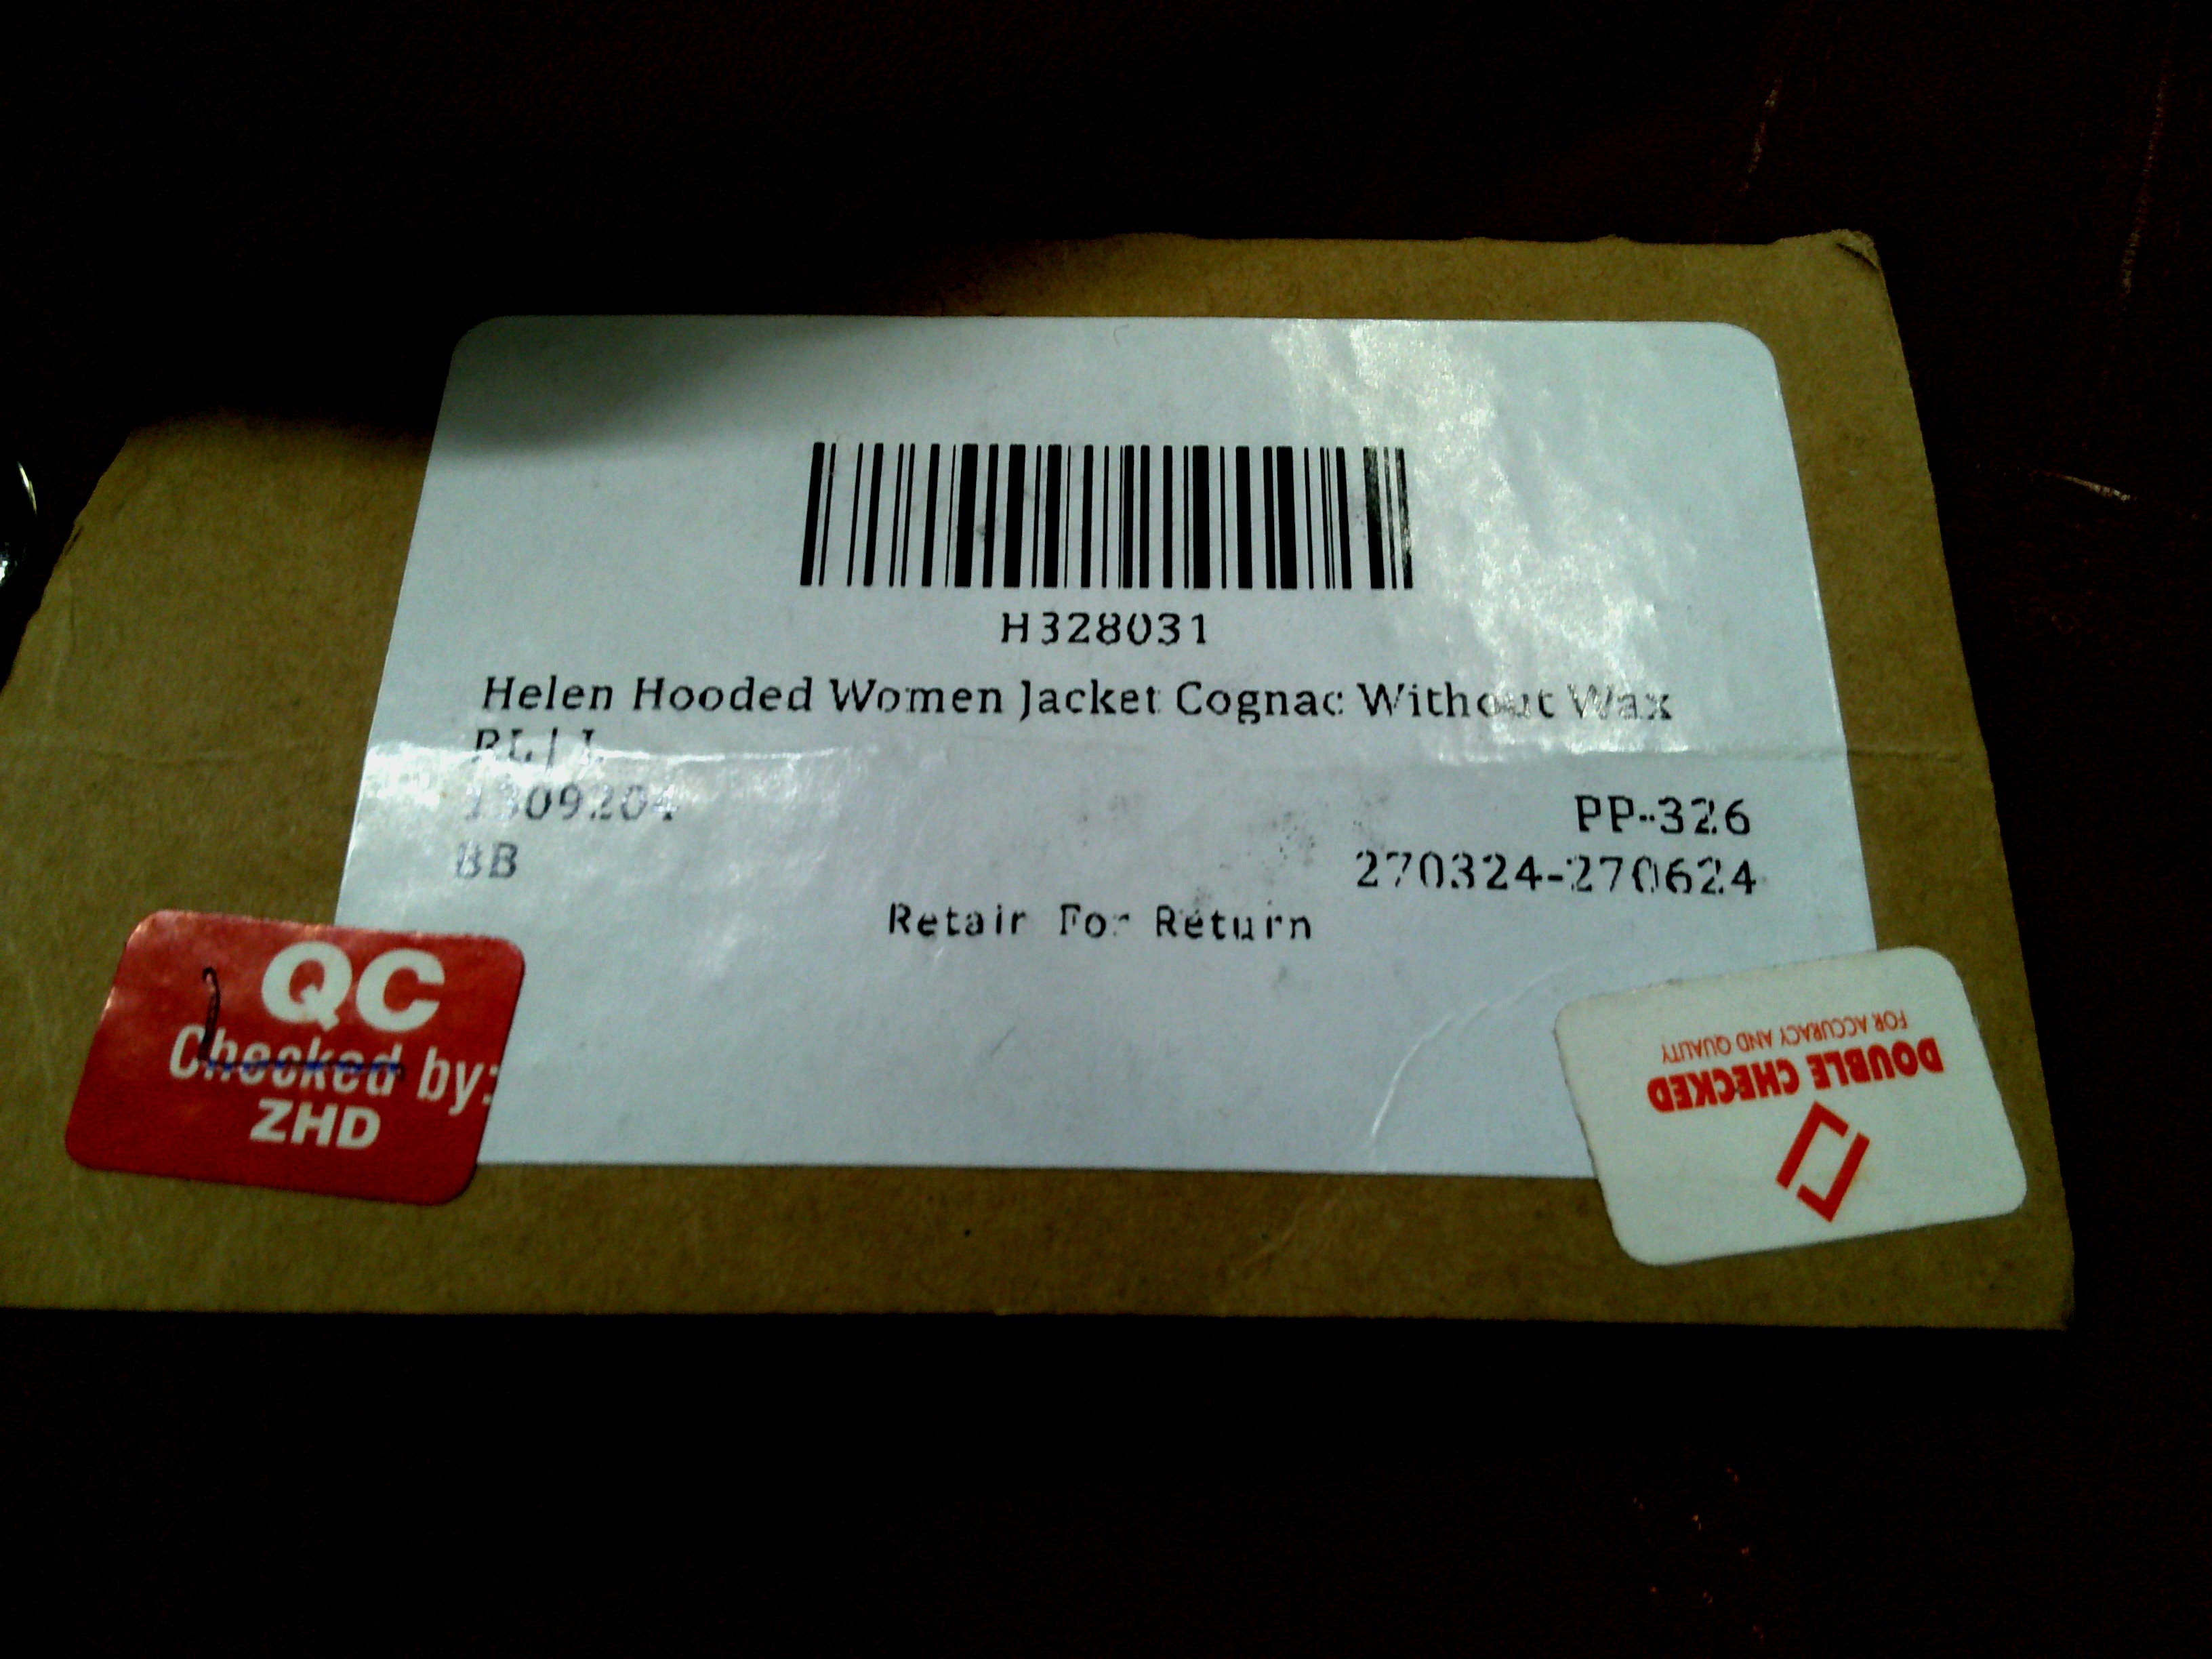 H328031
Helen Hooded Women Jacket Cognac Without Wax
RL | L
PP-326
BB
270324-270624
Retair For Return
QC
Checked by:
ZHD
DOUBLE CHECKED
FOR ACCURACY AND QUALITY